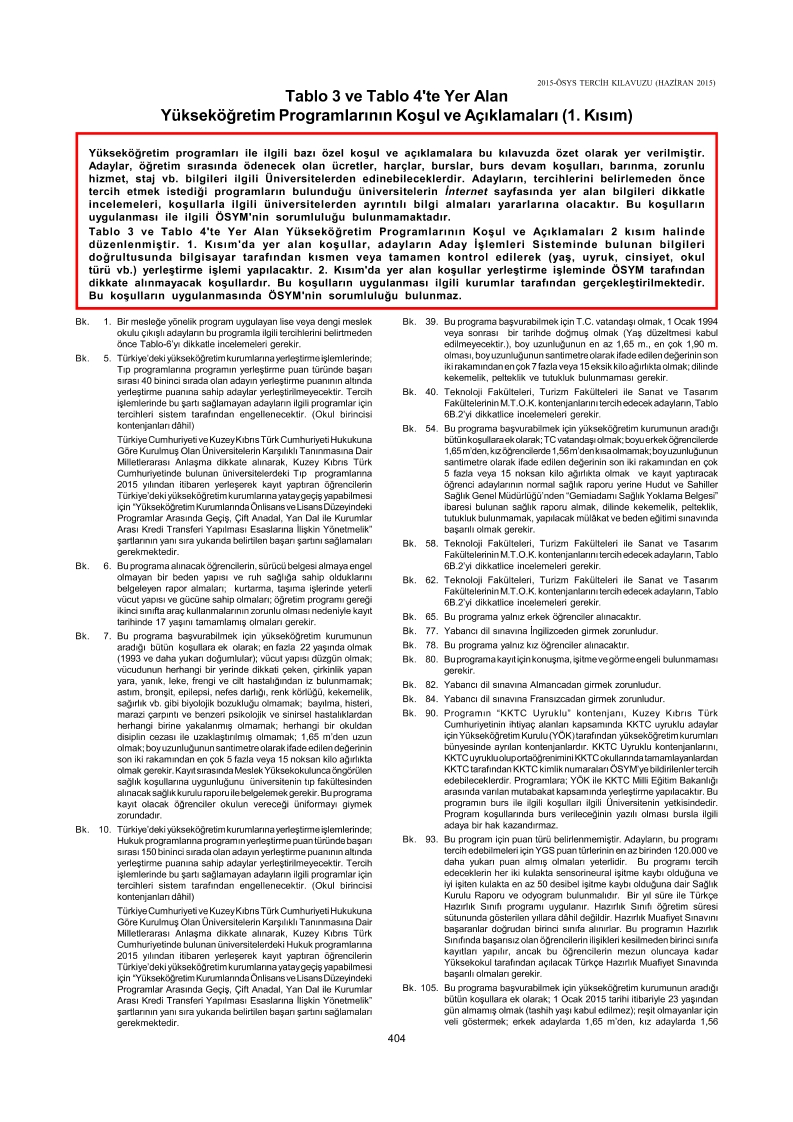 2015-ÖSYS TERCİH KILAVUZU (HAZİRAN 2015)
Tablo 3 ve Tablo 4'te Yer Alan
Yükseköğretim Programlarının Koşul ve Açıklamaları (1. Kısım)
Yükseköğretim programları ile ilgili bazı özel koşul ve açıklamalara bu kılavuzda özet olarak yer verilmiştir.
Adaylar, öğretim sırasında ödenecek olan ücretler, harçlar, burslar, burs devam koşulları, barınma, zorunlu
hizmet, staj vb. bilgileri ilgili Üniversitelerden edinebileceklerdir. Adayların, tercihlerini belirlemeden önce
tercih etmek istediği programların bulunduğu üniversitelerin İnternet sayfasında yer alan bilgileri dikkatle
incelemeleri, koşullarla ilgili üniversitelerden ayrıntılı bilgi almaları yararlarına olacaktır. Bu koşulların
uygulanması ile ilgili ÖSYM'nin sorumluluğu bulunmamaktadır.
Tablo 3 ve Tablo 4'te Yer Alan Yükseköğretim Programlarının Koşul ve Açıklamaları 2 kısım halinde
düzenlenmiştir. 1. Kısım'da yer alan koşullar, adayların Aday İşlemleri Sisteminde bulunan bilgileri
doğrultusunda bilgisayar tarafından kısmen veya tamamen kontrol edilerek (yaş, uyruk, cinsiyet, okul
türü vb.) yerleştirme işlemi yapılacaktır. 2. Kısım'da yer alan koşullar yerleştirme işleminde ÖSYM tarafından
dikkate alınmayacak koşullardır. Bu koşulların uygulanması ilgili kurumlar tarafından gerçekleştirilmektedir.
Bu koşulların uygulanmasında ÖSYM'nin sorumluluğu bulunmaz.
Bk. 1. Bir mesleğe yönelik program uygulayan lise veya dengi meslek
okulu çıkışlı adayların bu programla ilgili tercihlerini belirtmeden
önce Tablo-6'yı dikkatle incelemeleri gerekir.
Bk. 5. Türkiye'deki yükseköğretim kurumlarına yerleştirme işlemlerinde;
Tıp programlarına programın yerleştirme puan türünde başarı
sırası 40 bininci sırada olan adayın yerleştirme puanının altında
yerleştirme puanına sahip adaylar yerleştirilmeyecektir. Tercih
işlemlerinde bu şartı sağlamayan adayların ilgili programlar için
tercihleri sistem tarafından engellenecektir. (Okul birincisi
kontenjanları dâhil)
Türkiye Cumhuriyeti ve Kuzey Kıbrıs Türk Cumhuriyeti Hukukuna
Göre Kurulmuş Olan Üniversitelerin Karşılıklı Tanınmasına Dair
Milletlerarası Anlaşma dikkate alınarak, Kuzey Kıbrıs Türk
Cumhuriyetinde bulunan üniversitelerdeki Tıp programlarına
2015 yılından itibaren yerleşerek kayıt yaptıran öğrencilerin
Türkiye'deki yükseköğretim kurumlarına yatay geçiş yapabilmesi
için "Yükseköğretim Kurumlarında Önlisans ve Lisans Düzeyindeki
Programlar Arasında Geçiş, Çift Anadal, Yan Dal ile Kurumlar
Arası Kredi Transferi Yapılması Esaslarına İlişkin Yönetmelik"
şartlarının yanı sıra yukarıda belirtilen başarı şartını sağlamaları
gerekmektedir.
Bk. 6. Bu programa alınacak öğrencilerin, sürücü belgesi almaya engel
olmayan bir beden yapısı ve ruh sağlığa sahip olduklarını
belgeleyen rapor almaları; kurtarma, taşıma işlerinde yeterli
vücut yapısı ve gücüne sahip olmaları; öğretim programı gereği
ikinci sınıfta araç kullanmalarının zorunlu olması nedeniyle kayıt
tarihinde 17 yaşını tamamlamış olmaları gerekir.
Bk. 7. Bu programa başvurabilmek için yükseköğretim kurumunun
aradığı bütün koşullara ek olarak; en fazla 22 yaşında olmak
(1993 ve daha yukarı doğumlular); vücut yapısı düzgün olmak;
vücudunun herhangi bir yerinde dikkati çeken, çirkinlik yapan
yara, yanık, leke, frengi ve cilt hastalığından iz bulunmamak;
astım, bronşit, epilepsi, nefes darlığı, renk körlüğü, kekemelik,
sağırlık vb. gibi biyolojik bozukluğu olmamak; bayılma, histeri,
marazi çarpıntı ve benzeri psikolojik ve sinirsel hastalıklardan
herhangi birine yakalanmış olmamak; herhangi bir okuldan
disiplin cezası ile uzaklaştırılmış olmamak; 1,65 m'den uzun
olmak; boy uzunluğunun santimetre olarak ifade edilen değerinin
son iki rakamından en çok 5 fazla veya 15 noksan kilo ağırlıkta
olmak gerekir. Kayıt sırasında Meslek Yüksekokulunca öngörülen
sağlık koşullarına uygunluğunu üniversitenin tıp fakültesinden
alınacak sağlık kurulu raporu ile belgelemek gerekir. Bu programa
kayıt olacak öğrenciler okulun vereceği üniformayı giymek
zorundadır.
Bk. 10. Türkiye'deki yükseköğretim kurumlarına yerleştirme işlemlerinde;
Hukuk programlarına programın yerleştirme puan türünde başarı
sırası 150 bininci sırada olan adayın yerleştirme puanının altında
yerleştirme puanına sahip adaylar yerleştirilmeyecektir. Tercih
işlemlerinde bu şartı sağlamayan adayların ilgili programlar için
tercihleri sistem tarafından engellenecektir. (Okul birincisi
kontenjanları dâhil)
Türkiye Cumhuriyeti ve Kuzey Kıbrıs Türk Cumhuriyeti Hukukuna
Göre Kurulmuş Olan Üniversitelerin Karşılıklı Tanınmasına Dair
Milletlerarası Anlaşma dikkate alınarak, Kuzey Kıbrıs Türk
Cumhuriyetinde bulunan üniversitelerdeki Hukuk programlarına
2015 yılından itibaren yerleşerek kayıt yaptıran öğrencilerin
Türkiye'deki yükseköğretim kurumlarına yatay geçiş yapabilmesi
için "Yükseköğretim Kurumlarında Önlisans ve Lisans Düzeyindeki
Programlar Arasında Geçiş, Çift Anadal, Yan Dal ile Kurumlar
Arası Kredi Transferi Yapılması Esaslarına İlişkin Yönetmelik"
şartlarının yanı sıra yukarıda belirtilen başarı şartını sağlamaları
gerekmektedir.
Bk. 39. Bu programa başvurabilmek için T.C. vatandaşı olmak, 1 Ocak 1994
veya sonrası bir tarihde doğmuş olmak (Yaş düzeltmesi kabul
edilmeyecektir.), boy uzunluğunun en az 1,65 m., en çok 1,90 m.
olması, boy uzunluğunun santimetre olarak ifade edilen değerinin son
iki rakamından en çok 7 fazla veya 15 eksik kilo ağırlıkta olmak; dilinde
kekemelik, pelteklik ve tutukluk bulunmaması gerekir.
Bk. 40. Teknoloji Fakülteleri, Turizm Fakülteleri ile Sanat ve Tasarım
Fakültelerinin M.T.O.K. kontenjanlarını tercih edecek adayların, Tablo
6B.2'yi dikkatlice incelemeleri gerekir.
Bk. 54. Bu programa başvurabilmek için yükseköğretim kurumunun aradığı
bütün koşullara ek olarak; TC vatandaşı olmak; boyu erkek öğrencilerde
1,65 m'den, kız öğrencilerde 1,56 m'den kısa olmamak; boy uzunluğunun
santimetre olarak ifade edilen değerinin son iki rakamından en çok
5 fazla veya 15 noksan kilo ağırlıkta olmak ve kayıt yaptıracak
öğrenci adaylarının normal sağlık raporu yerine Hudut ve Sahiller
Sağlık Genel Müdürlüğü'nden "Gemiadamı Sağlık Yoklama Belgesi"
ibaresi bulunan sağlık raporu almak, dilinde kekemelik, pelteklik,
tutukluk bulunmamak, yapılacak mülâkat ve beden eğitimi sınavında
başarılı olmak gerekir.
Bk. 58. Teknoloji Fakülteleri, Turizm Fakülteleri ile Sanat ve Tasarım
Fakültelerinin M.T.O.K. kontenjanlarını tercih edecek adayların, Tablo
6B.2'yi dikkatlice incelemeleri gerekir.
Bk. 62. Teknoloji Fakülteleri, Turizm Fakülteleri ile Sanat ve Tasarım
Fakültelerinin M.T.O.K. kontenjanlarını tercih edecek adayların, Tablo
6B.2'yi dikkatlice incelemeleri gerekir.
Bk. 65. Bu programa yalnız erkek öğrenciler alınacaktır.
Bk. 77. Yabancı dil sınavına İngilizceden girmek zorunludur.
Bk. 78. Bu programa yalnız kız öğrenciler alınacaktır.
Bk. 80. Bu programa kayıt için konuşma, işitme ve görme engeli bulunmaması
gerekir.
Bk. 82. Yabancı dil sınavına Almancadan girmek zorunludur.
Bk. 84. Yabancı dil sınavına Fransızcadan girmek zorunludur.
Bk. 90. Programın "KKTC Uyruklu" kontenjanı, Kuzey Kıbrıs Türk
Cumhuriyetinin ihtiyaç alanları kapsamında KKTC uyruklu adaylar
için Yükseköğretim Kurulu (YÖK) tarafından yükseköğretim kurumları
bünyesinde ayrılan kontenjanlardır. KKTC Uyruklu kontenjanlarını,
KKTC uyruklu olup ortaöğrenimini KKTC okullarında tamamlayanlardan
KKTC tarafından KKTC kimlik numaraları ÖSYM'ye bildirilenler tercih
edebileceklerdir. Programlara; YÖK ile KKTC Milli Eğitim Bakanlığı
arasında varılan mutabakat kapsamında yerleştirme yapılacaktır. Bu
programın burs ile ilgili koşulları ilgili Üniversitenin yetkisindedir.
Program koşullarında burs verileceğinin yazılı olması bursla ilgili
adaya bir hak kazandırmaz.
Bk. 93. Bu program için puan türü belirlenmemiştir. Adayların, bu programı
tercih edebilmeleri için YGS puan türlerinin en az birinden 120.000 ve
daha yukarı puan almış olmaları yeterlidir. Bu programı tercih
edeceklerin her iki kulakta sensorineural işitme kaybı olduğuna ve
iyi işiten kulakta en az 50 desibel işitme kaybı olduğuna dair Sağlık
Kurulu Raporu ve odyogram bulunmalıdır. Bir yıl süre ile Türkçe
Hazırlık Sınıfı programı uygulanır. Hazırlık Sınıfı öğretim süresi
sütununda gösterilen yıllara dâhil değildir. Hazırlık Muafiyet Sınavını
başaranlar doğrudan birinci sınıfa alınırlar. Bu programın Hazırlık
Sınıfında başarısız olan öğrencilerin ilişikleri kesilmeden birinci sınıfa
kayıtları yapılır, ancak bu öğrencilerin mezun oluncaya kadar
Yüksekokul tarafından açılacak Türkçe Hazırlık Muafiyet Sınavında
başarılı olmaları gerekir.
Bk. 105. Bu programa başvurabilmek için yükseköğretim kurumunun aradığı
bütün koşullara ek olarak; 1 Ocak 2015 tarihi itibariyle 23 yaşından
gün almamış olmak (tashih yaşı kabul edilmez); reşit olmayanlar için
veli göstermek; erkek adaylarda 1,65 m'den, kız adaylarda 1,56
404